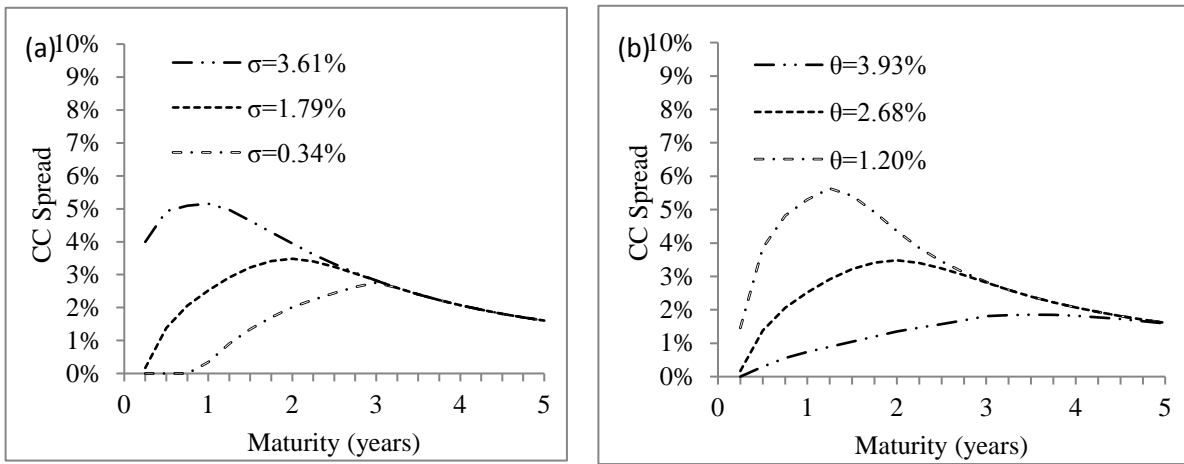 (a)
10%
9%
8%
7%
6%
5%
4%
3%
2%
1%
0%
CC Spread
σ=3.61%
σ=1.79%
σ=0.34%
0 1 2 3 4 5
Maturity (years)
(b)
10%
9%
8%
7%
6%
5%
4%
3%
2%
1%
0%
CC Spread
θ=3.93%
θ=2.68%
θ=1.20%
0 1 2 3 4 5
Maturity (years)